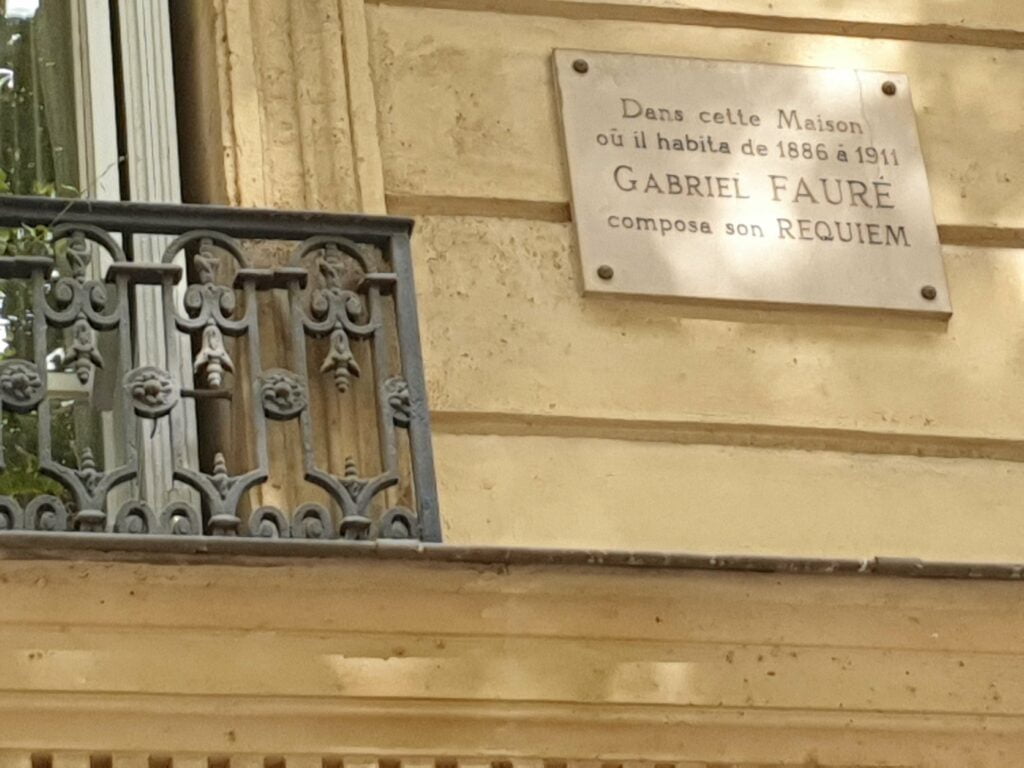 Dans cette Maison
où il habita de 1886 à 1911
GABRIEL FAURÉ
composa son REQUIEM